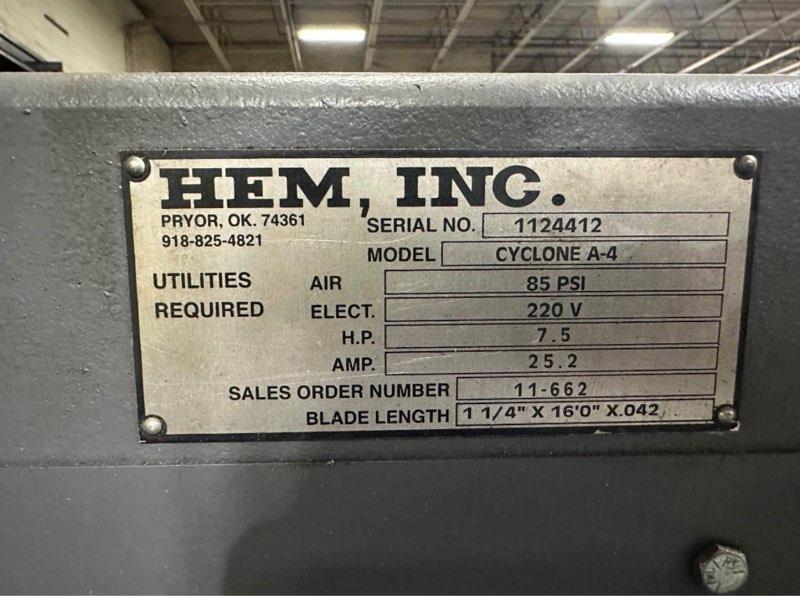 HEM, INC.
PRYOR, OK. 74361
918-825-4821
SERIAL NO. 1124412
MODEL CYCLONE A-4
UTILITIES REQUIRED
AIR 85 PSI
ELECT. 220 V
H.P. 7.5
AMP. 25.2
SALES ORDER NUMBER 11-662
BLADE LENGTH 1 1/4" X 16'0" X.042